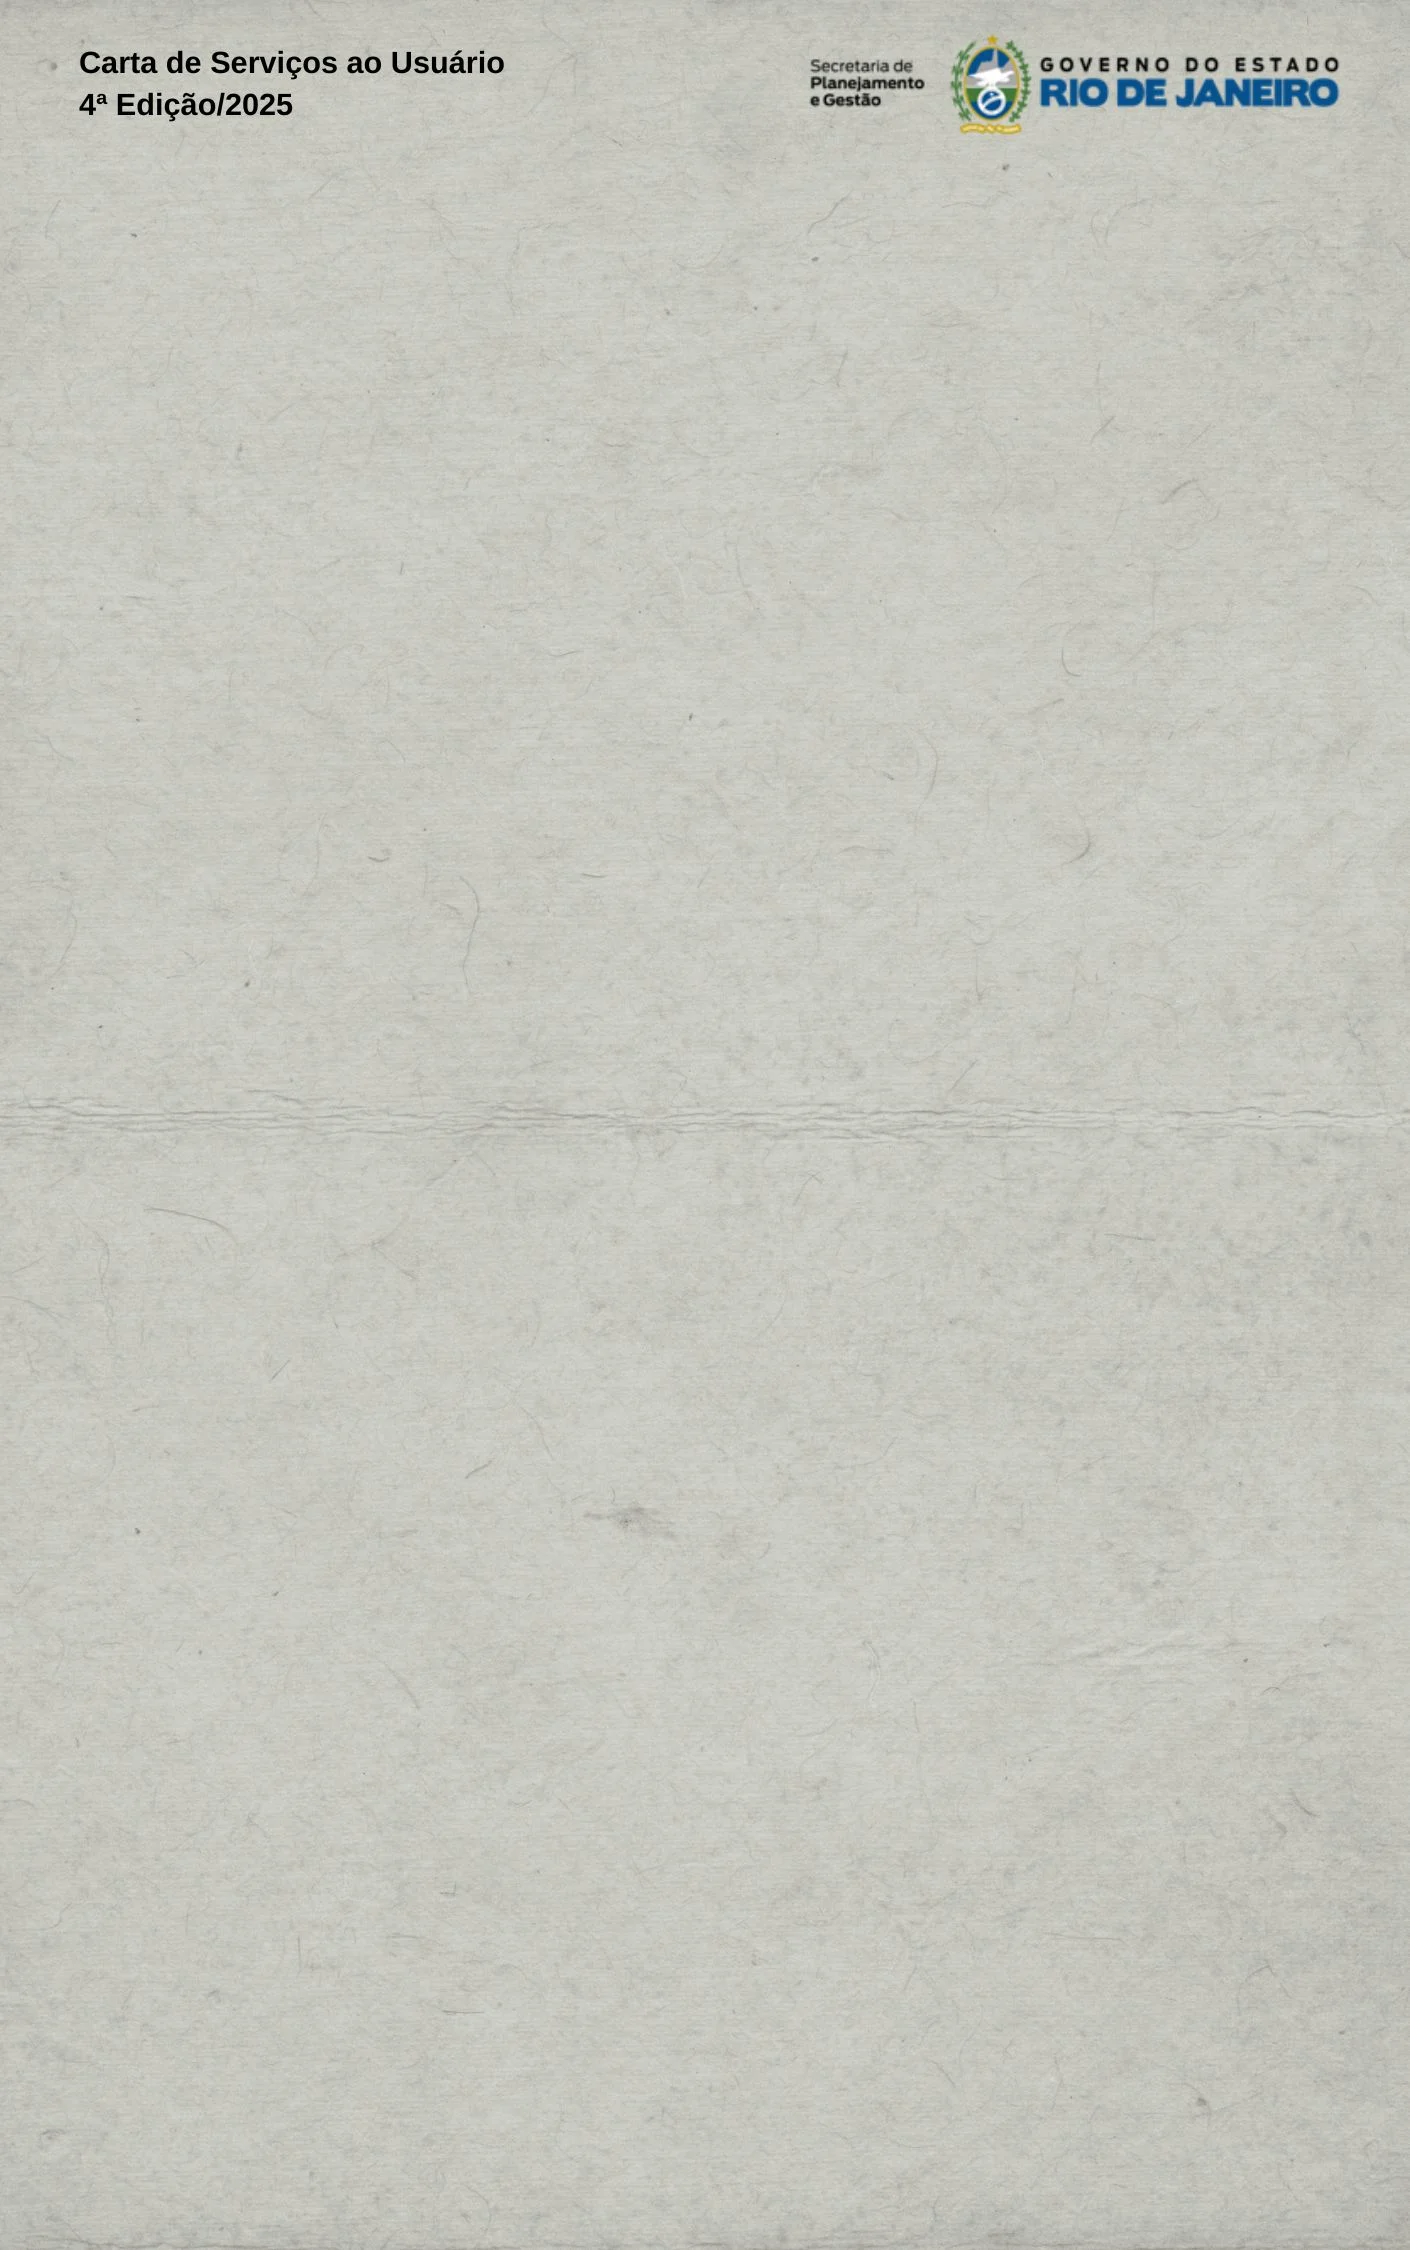 Carta de Serviços ao Usuário
4ª Edição/2025
Secretaria de
Planejamento
e Gestão
GOVERNO DO ESTADO
RIO DE JANEIRO